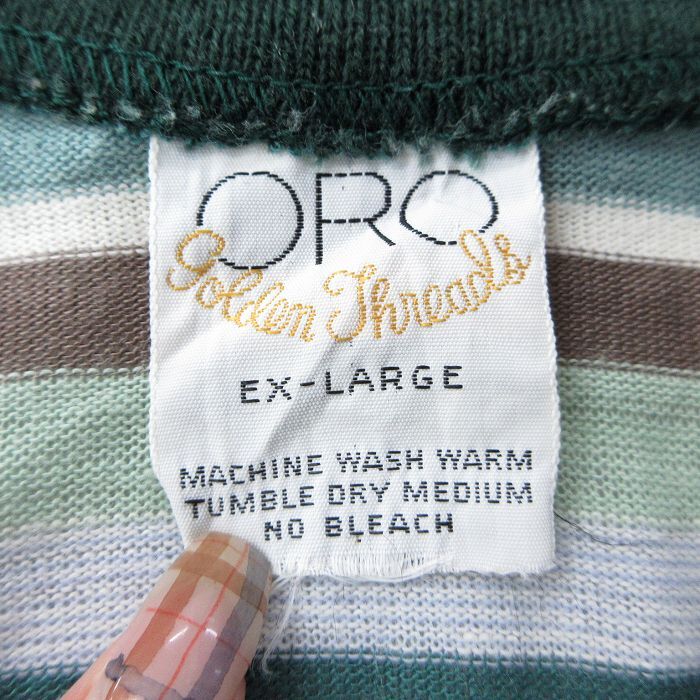 ORO
Golden Threads
EX-LARGE
MACHINE WASH WARM
TUMBLE DRY MEDIUM
NO BLEACH